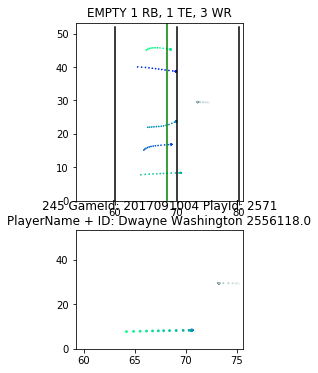 EMPTY 1 RB, 1 TE, 3 WR
50
40
30
20
10
0
60 70 80
245 GameId: 2017091004 PlayId: 2571
PlayerName + ID: Dwayne Washington 2556118.0
40
20
0
60 65 70 75